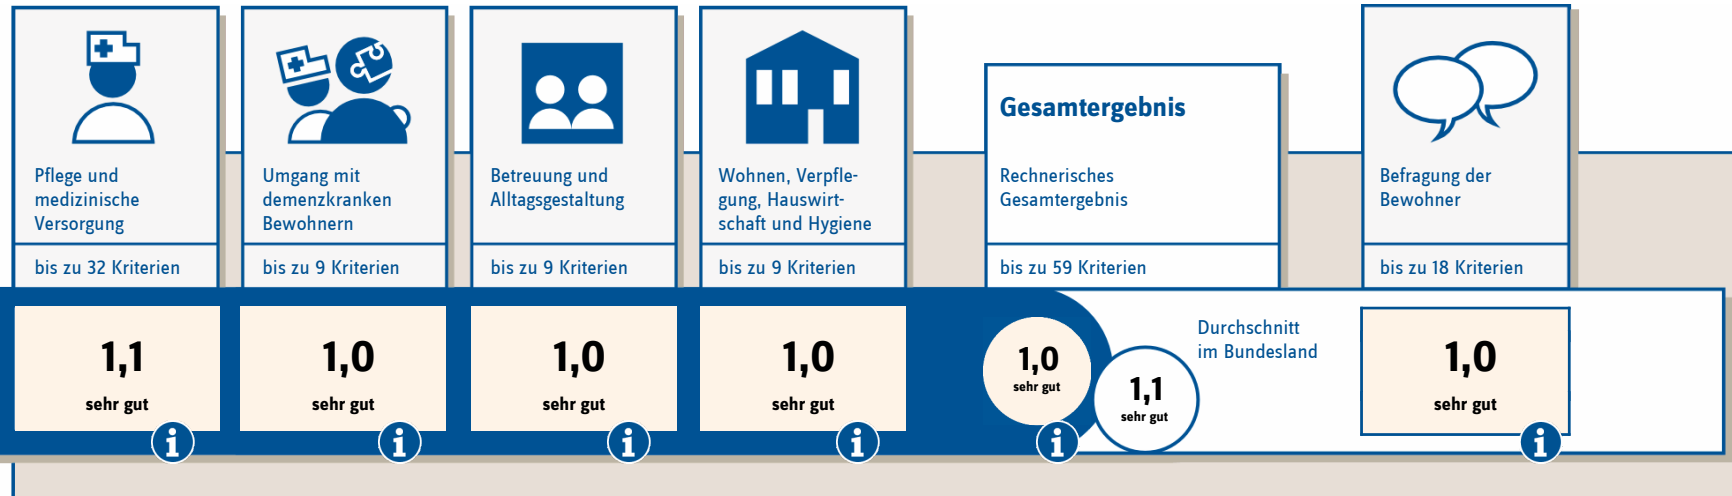 Pflege und
medizinische
Versorgung
bis zu 32 Kriterien
1,1
sehr gut
i
Umgang mit
demenzkranken
Bewohnern
bis zu 9 Kriterien
1,0
sehr gut
i
Betreuung und
Alltagsgestaltung
bis zu 9 Kriterien
1,0
sehr gut
i
Wohnen, Verpfle-
gung, Hauswirt-
schaft und Hygiene
bis zu 9 Kriterien
1,0
sehr gut
i
Gesamtergebnis
Rechnerisches
Gesamtergebnis
bis zu 59 Kriterien
1,0
sehr gut
i
1,1
sehr gut
Durchschnitt
im Bundesland
Befragung der
Bewohner
bis zu 18 Kriterien
1,0
sehr gut
i